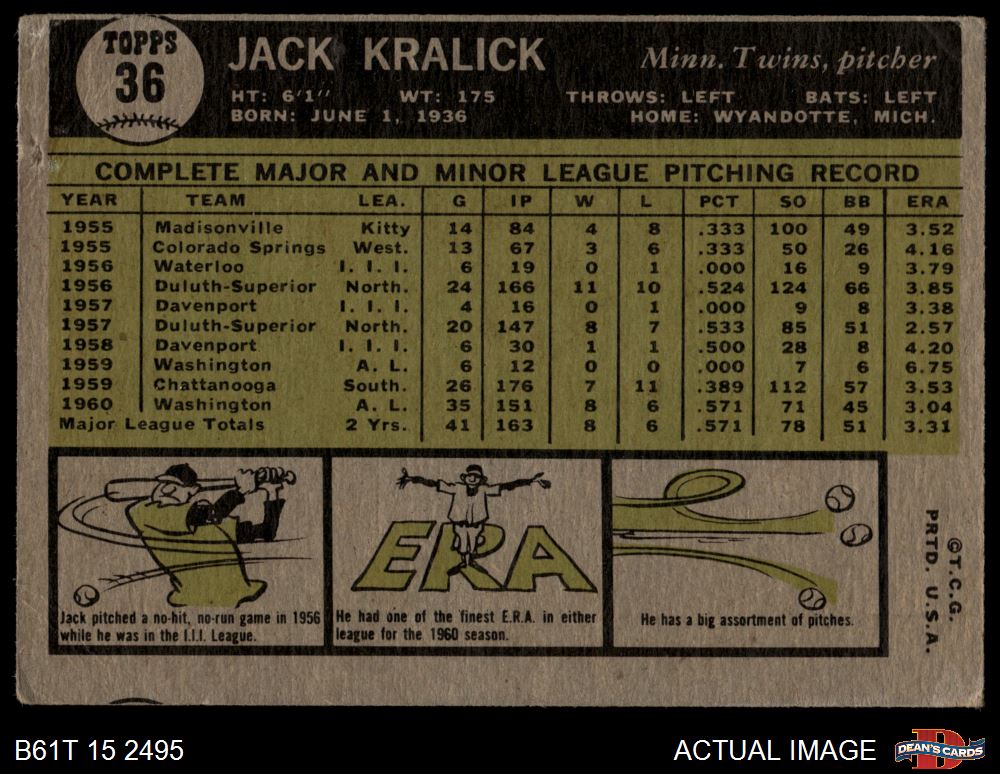 TOPPS
36
JACK KRALICK
Minn. Twins, pitcher
HT: 6'1" WT: 175 THROWS: LEFT BATS: LEFT
BORN: JUNE 1, 1936 HOME: WYANDOTTE, MICH.
COMPLETE MAJOR AND MINOR LEAGUE PITCHING RECORD
YEAR TEAM LEA. G IP W L PCT SO BB ERA
1955 Madisonville Kitty 14 84 4 8 .333 100 49 3.52
1955 Colorado Springs West. 13 67 3 6 .333 50 26 4.16
1956 Waterloo I. I. I. 6 19 0 1 .000 16 9 3.79
1956 Duluth-Superior North. 24 166 11 10 .524 124 66 3.85
1957 Davenport I. I. I. 4 16 0 1 .000 9 8 3.38
1957 Duluth-Superior North. 20 147 8 7 .533 85 51 2.57
1958 Davenport I. I. I. 6 30 1 1 .500 28 8 4.20
1959 Washington A. L. 6 12 0 0 .000 7 6 6.75
1959 Chattanooga South. 26 176 7 11 .389 112 57 3.53
1960 Washington A. L. 35 151 8 6 .571 71 45 3.04
Major League Totals 2 Yrs. 41 163 8 6 .571 78 51 3.31
Jack pitched a no-hit, no-run game in 1956
while he was in the I.I.I. League.
ERA
He had one of the finest E.R.A. in either
league for the 1960 season.
He has a big assortment of pitches.
©T.C.G.
PRTD. U.S.A.
B61T 15 2495
ACTUAL IMAGE
D
DEAN'S CARDS